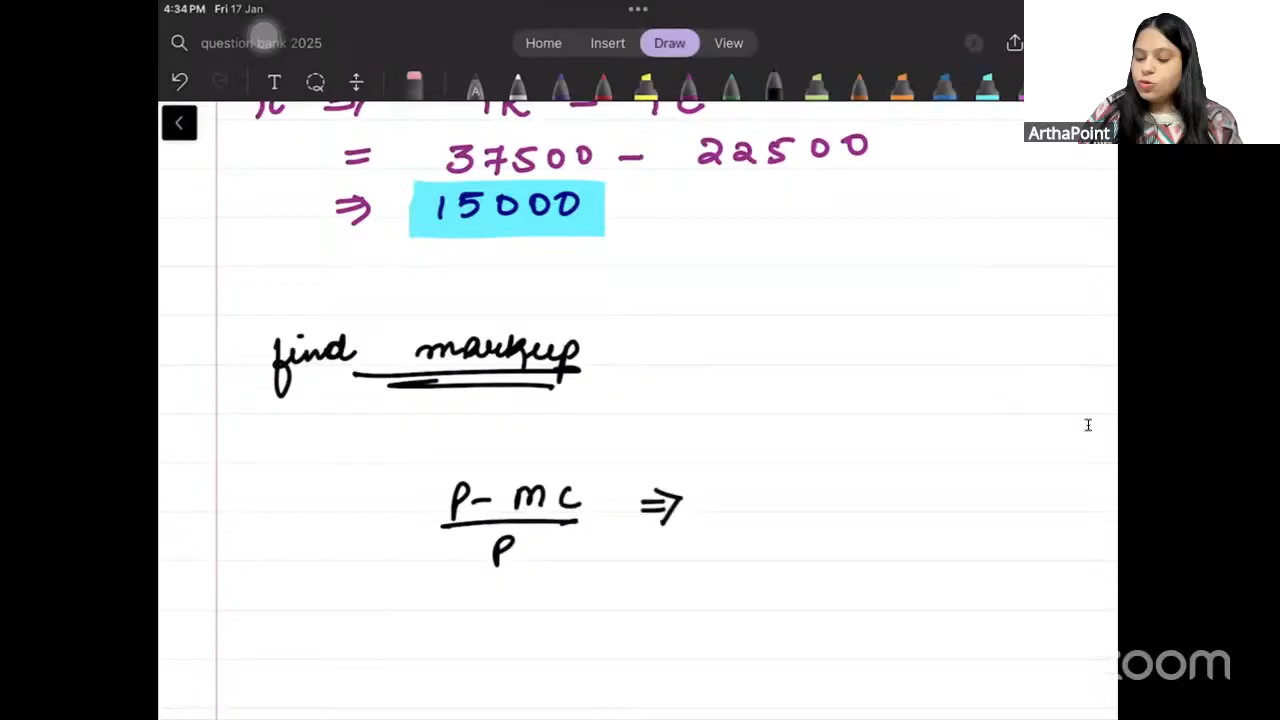 4:34 PM Fri 17 Jan
question bank 2025
Home Insert Draw View
T
A
ArthaPoint
= 37500 - 22500
⇒ 15000
find markup
P - MC ⇒
P
zoom